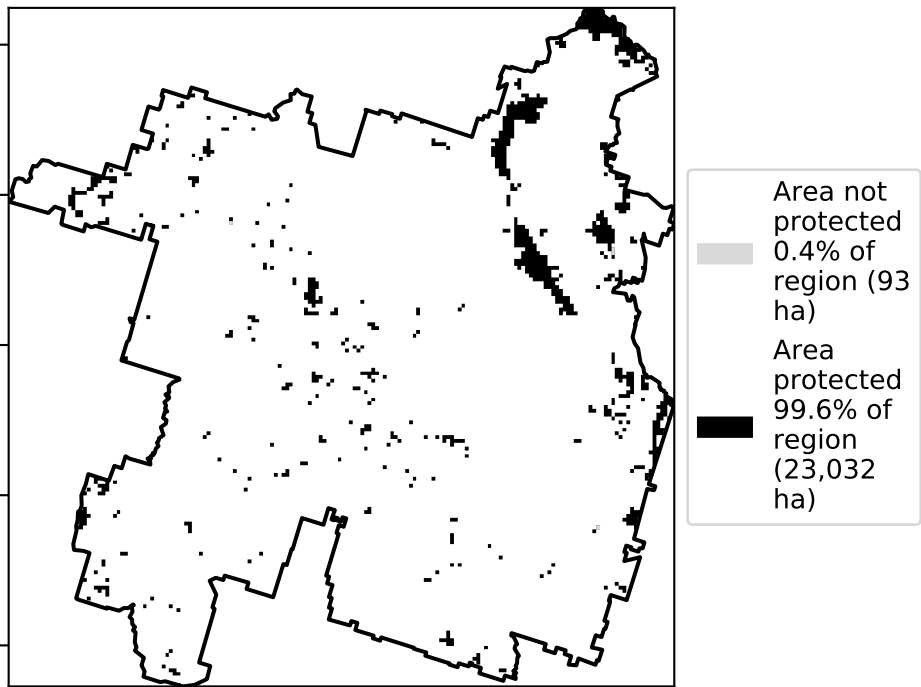 Area not
protected
0.4% of
region (93
ha)
Area
protected
99.6% of
region
(23,032
ha)